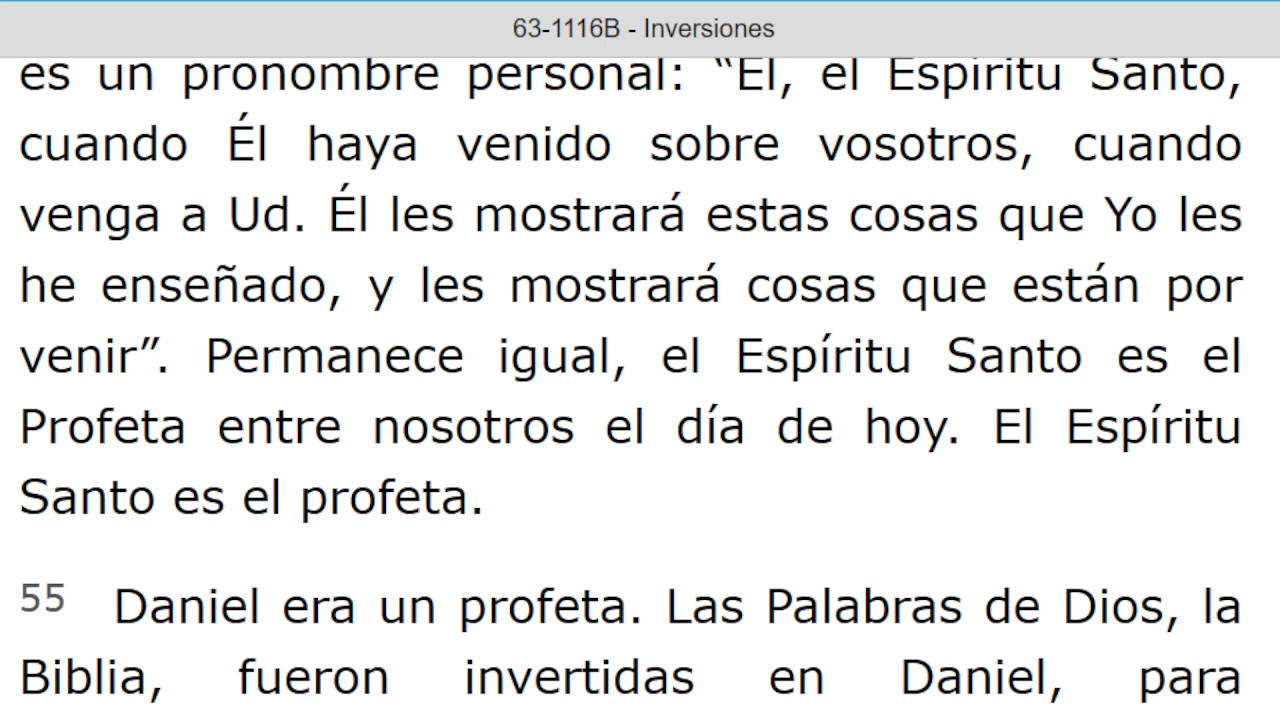 63-1116B - Inversiones
es un pronombre personal: “Él, el Espíritu Santo,
cuando Él haya venido sobre vosotros, cuando
venga a Ud. Él les mostrará estas cosas que Yo les
he enseñado, y les mostrará cosas que están por
venir”. Permanece igual, el Espíritu Santo es el
Profeta entre nosotros el día de hoy. El Espíritu
Santo es el profeta.
55 Daniel era un profeta. Las Palabras de Dios, la
Biblia, fueron invertidas en Daniel, para